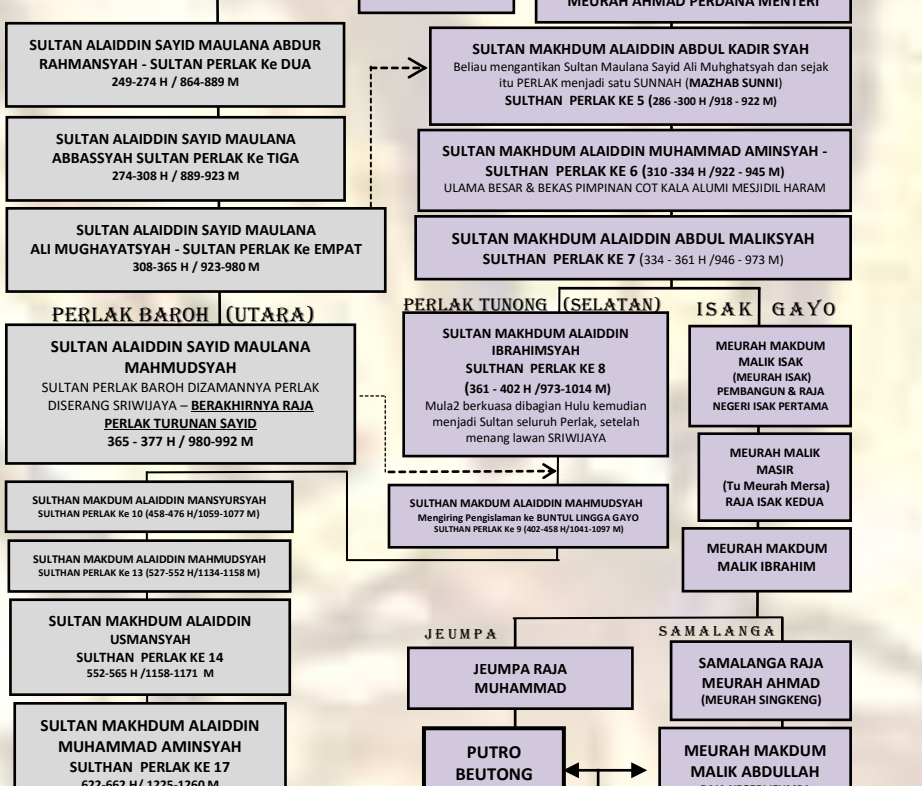 MEURAH AHMAD PERDANA MENTERI
SULTAN ALAIDDIN SAYID MAULANA ABDUR
RAHMANSYAH - SULTAN PERLAK Ke DUA
249-274 H / 864-889 M
SULTAN ALAIDDIN SAYID MAULANA
ABBASSYAH SULTAN PERLAK Ke TIGA
274-308 H / 889-923 M
SULTAN ALAIDDIN SAYID MAULANA
ALI MUGHAYATSYAH - SULTAN PERLAK Ke EMPAT
308-365 H / 923-980 M
SULTAN MAKHDUM ALAIDDIN ABDUL KADIR SYAH
Beliau mengantikan Sultan Maulana Sayid Ali Muhghatsyah dan sejak
itu PERLAK menjadi satu SUNNAH (MAZHAB SUNNI)
SULTHAN PERLAK KE 5 (286 -300 H /918 - 922 M)
SULTAN MAKHDUM ALAIDDIN MUHAMMAD AMINSYAH -
SULTHAN PERLAK KE 6 (310 -334 H /922 - 945 M)
ULAMA BESAR & BEKAS PIMPINAN COT KALA ALUMI MESJIDIL HARAM
SULTAN MAKHDUM ALAIDDIN ABDUL MALIKSYAH
SULTHAN PERLAK KE 7 (334 - 361 H /946 - 973 M)
PERLAK BAROH (UTARA)
SULTAN ALAIDDIN SAYID MAULANA
MAHMUDSYAH
SULTAN PERLAK BAROH DIZAMANNYA PERLAK
DISERANG SRIWIJAYA – BERAKHIRNYA RAJA
PERLAK TURUNAN SAYID
365 - 377 H / 980-992 M
PERLAK TUNONG (SELATAN)
SULTAN MAKHDUM ALAIDDIN
IBRAHIMSYAH
SULTHAN PERLAK KE 8
(361 - 402 H /973-1014 M)
Mula2 berkuasa dibagian Hulu kemudian
menjadi Sultan seluruh Perlak, setelah
menang lawan SRIWIJAYA
ISAK GAYO
MEURAH MAKDUM
MALIK ISAK
(MEURAH ISAK)
PEMBANGUN & RAJA
NEGERI ISAK PERTAMA
MEURAH MALIK
MASIR
(Tu Meurah Mersa)
RAJA ISAK KEDUA
MEURAH MAKDUM
MALIK IBRAHIM
SULTHAN MAKDUM ALAIDDIN MAHMUDSYAH
Mengiring Pengislaman ke BUNTUL LINGGA GAYO
SULTHAN PERLAK Ke 9 (402-458 H/1041-1097 M)
SULTHAN MAKDUM ALAIDDIN MANSYURSYAH
SULTHAN PERLAK Ke 10 (458-476 H/1059-1077 M)
SULTHAN MAKDUM ALAIDDIN MAHMUDSYAH
SULTHAN PERLAK Ke 13 (527-552 H/1134-1158 M)
SULTAN MAKHDUM ALAIDDIN
USMANSYAH
SULTHAN PERLAK KE 14
552-565 H /1158-1171 M
SULTAN MAKHDUM ALAIDDIN
MUHAMMAD AMINSYAH
SULTHAN PERLAK KE 17
622-662 H/ 1225-1260 M
JEUMPA
JEUMPA RAJA
MUHAMMAD
PUTRO
BEUTONG
SAMALANGA
SAMALANGA RAJA
MEURAH AHMAD
(MEURAH SINGKENG)
MEURAH MAKDUM
MALIK ABDULLAH